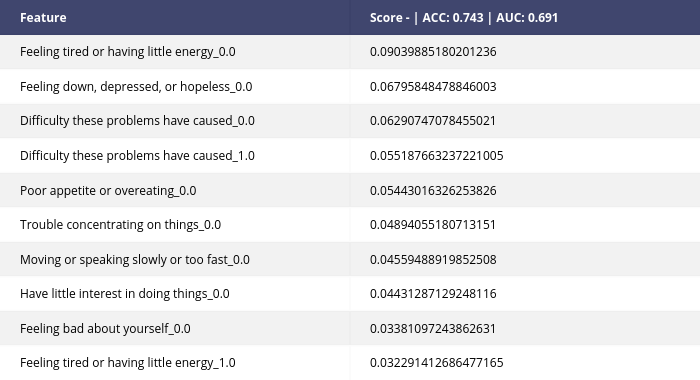 Feature Score - | ACC: 0.743 | AUC: 0.691
Feeling tired or having little energy_0.0 0.09039885180201236
Feeling down, depressed, or hopeless_0.0 0.06795848478846003
Difficulty these problems have caused_0.0 0.06290747078455021
Difficulty these problems have caused_1.0 0.055187663237221005
Poor appetite or overeating_0.0 0.05443016326253826
Trouble concentrating on things_0.0 0.04894055180713151
Moving or speaking slowly or too fast_0.0 0.04559488919852508
Have little interest in doing things_0.0 0.04431287129248116
Feeling bad about yourself_0.0 0.03381097243862631
Feeling tired or having little energy_1.0 0.032291412686477165